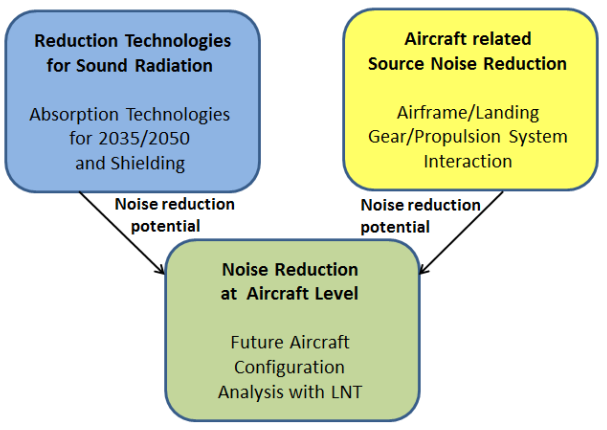 Reduction Technologies
for Sound Radiation
Absorption Technologies
for 2035/2050
and Shielding
Aircraft related
Source Noise Reduction
Airframe/Landing
Gear/Propulsion System
Interaction
Noise reduction
potential
Noise reduction
potential
Noise Reduction
at Aircraft Level
Future Aircraft
Configuration
Analysis with LNT